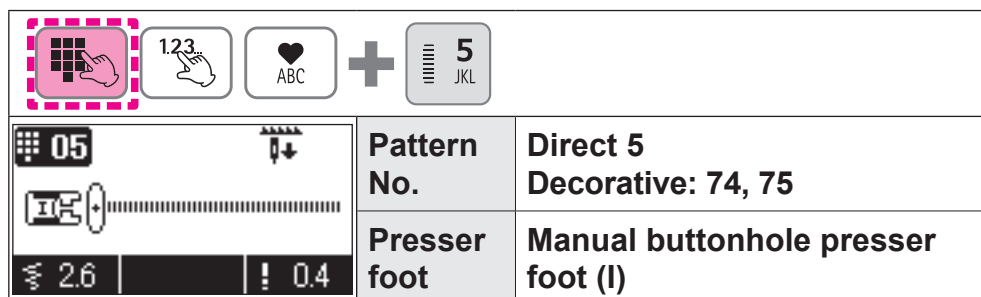 1.2.3...
ABC
5
JKL
05
Pattern No.
Direct 5
Decorative: 74, 75
I
2.6
! 0.4
Presser foot
Manual buttonhole presser foot (I)